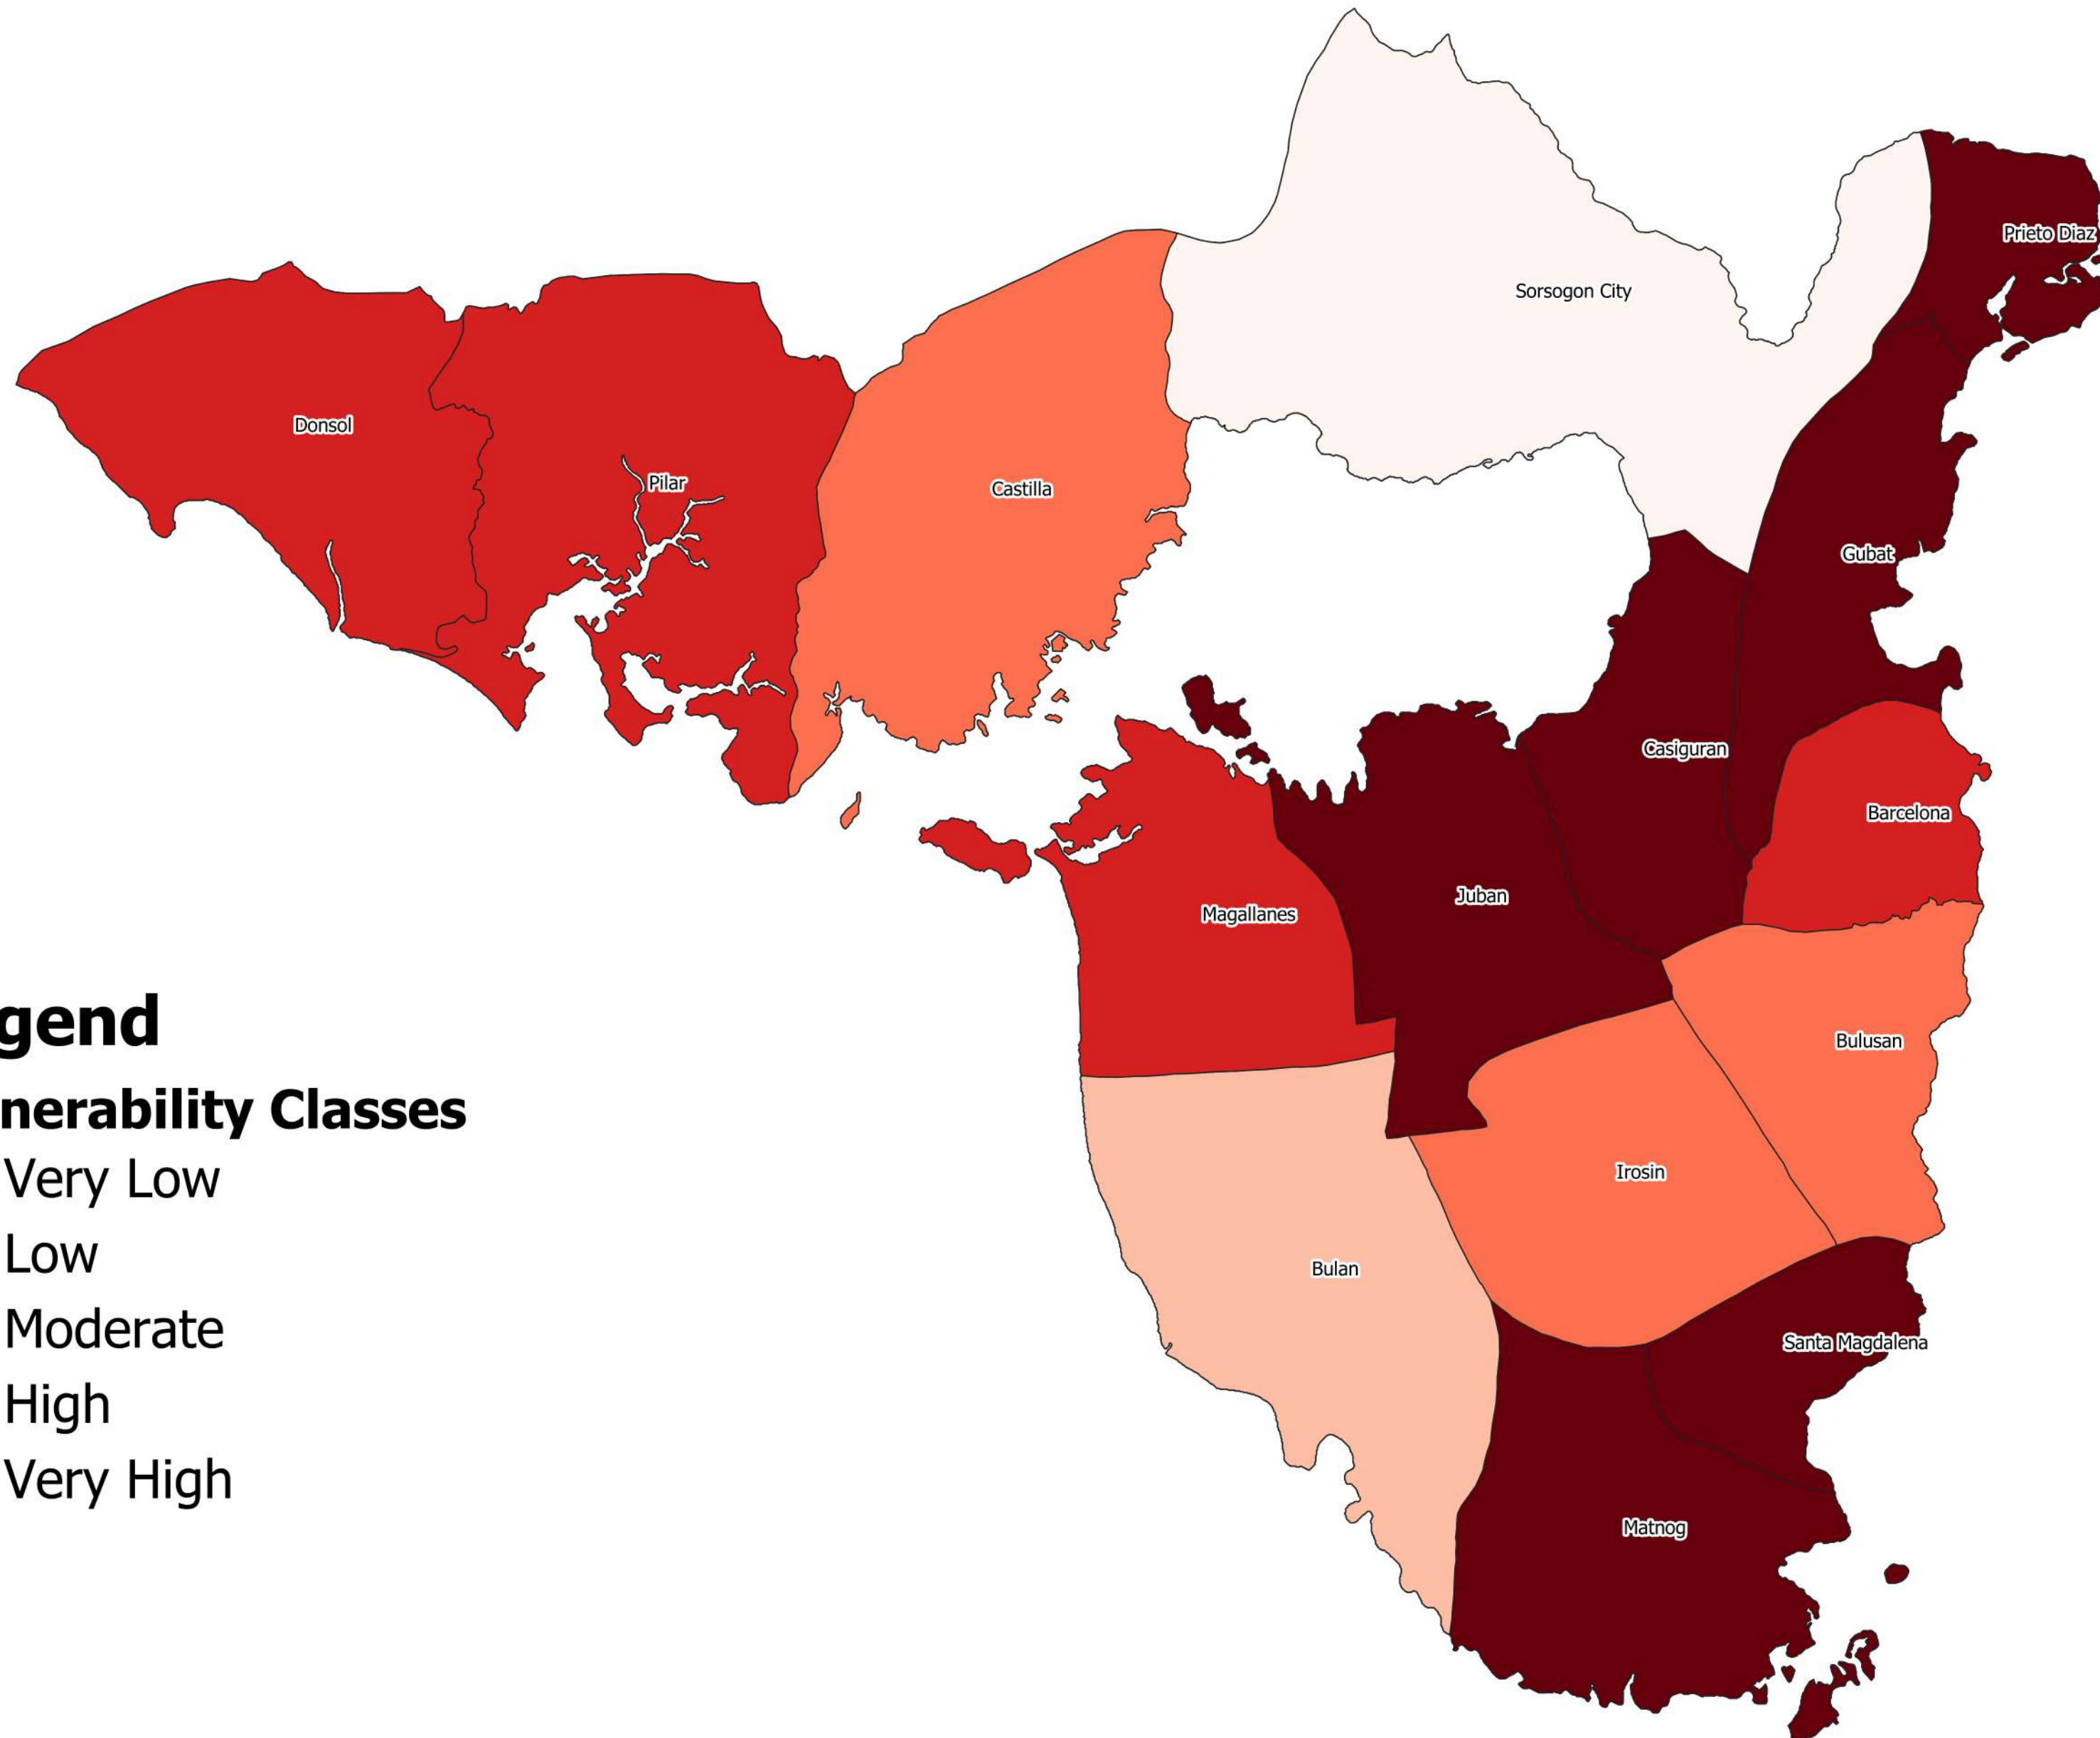 Prieto Diaz
Sorsogon City
Donsol
Pilar
Castilla
Gubat
Casiguran
Barcelona
Juban
Magallanes
Bulusan
Irosin
Bulan
Santa Magdalena
Matnog
gend
nerability Classes
Very Low
Low
Moderate
High
Very High